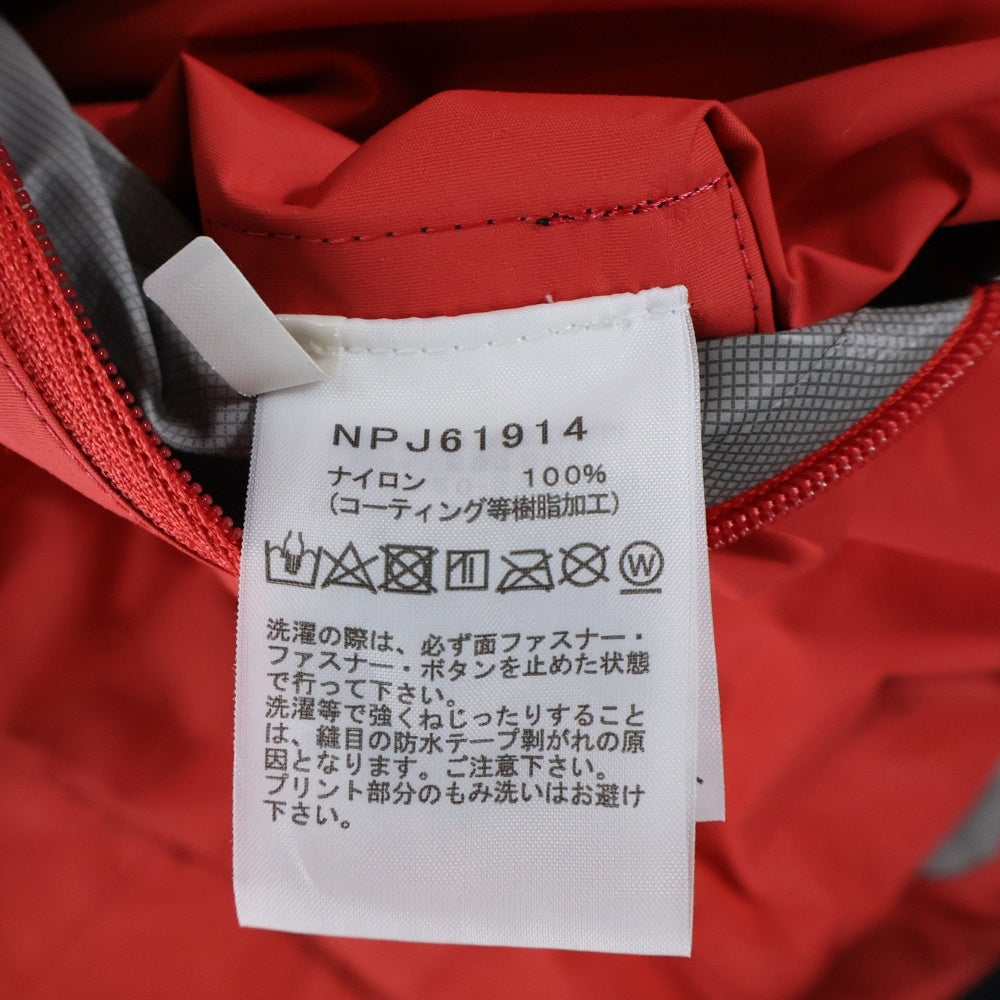 NPJ61914
ナイロン 100%
(コーティング等樹脂加工)
W
洗濯の際は、必ず面ファスナー・
ファスナー・ボタンを止めた状態
で行って下さい。
洗濯等で強くねじったりすること
は、縫目の防水テープ剝がれの原
因となります。ご注意下さい。
プリント部分のもみ洗いはお避け
下さい。